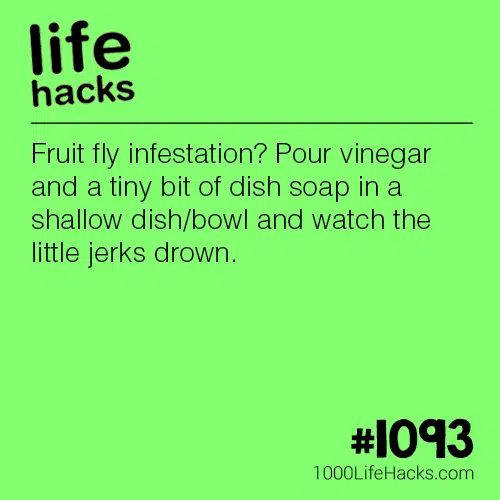 life
hacks
Fruit fly infestation? Pour vinegar
and a tiny bit of dish soap in a
shallow dish/bowl and watch the
little jerks drown.
#1093
1000LifeHacks.com